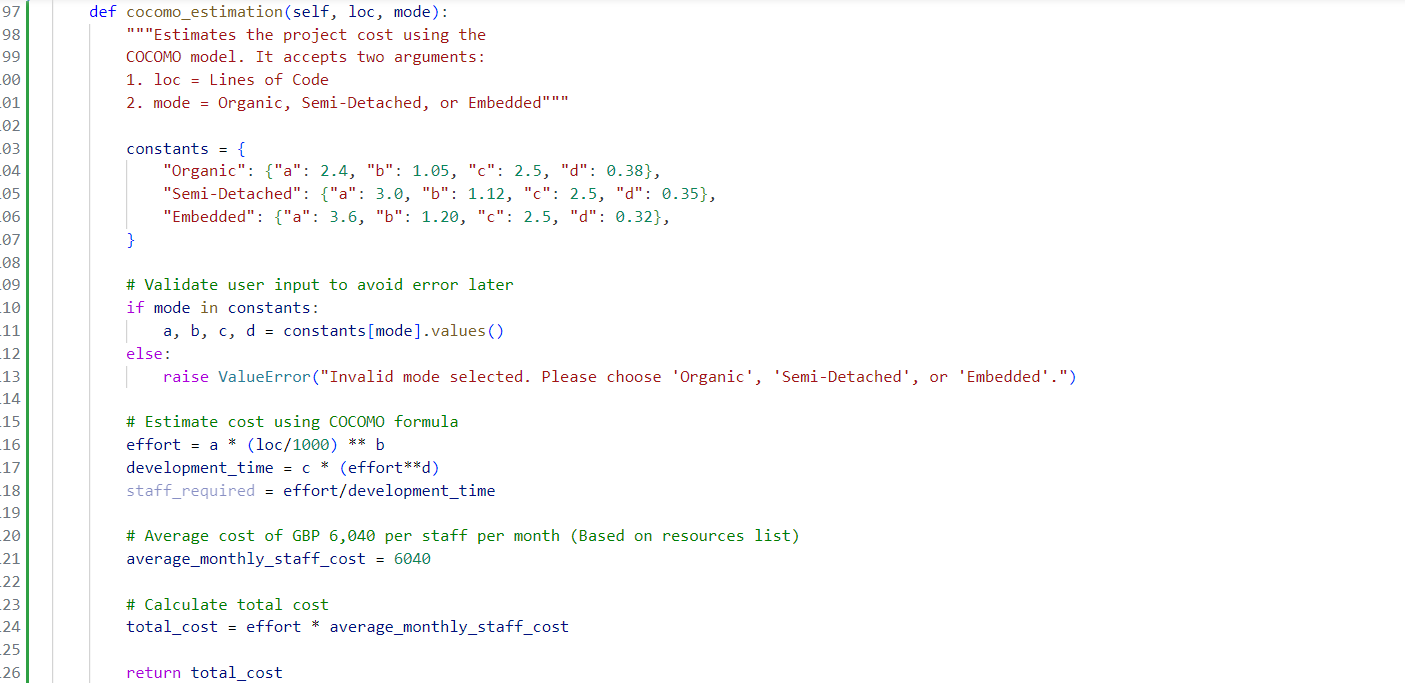 97 def cocomo_estimation(self, loc, mode):
98 """Estimates the project cost using the
99 COCOMO model. It accepts two arguments:
00 1. loc = Lines of Code
01 2. mode = Organic, Semi-Detached, or Embedded"""
02
03 constants = {
04 "Organic": {"a": 2.4, "b": 1.05, "c": 2.5, "d": 0.38},
05 "Semi-Detached": {"a": 3.0, "b": 1.12, "c": 2.5, "d": 0.35},
06 "Embedded": {"a": 3.6, "b": 1.20, "c": 2.5, "d": 0.32},
07 }
08
09 # Validate user input to avoid error later
10 if mode in constants:
11 a, b, c, d = constants[mode].values()
12 else:
13 raise ValueError("Invalid mode selected. Please choose 'Organic', 'Semi-Detached', or 'Embedded'.")
14
15 # Estimate cost using COCOMO formula
16 effort = a * (loc/1000) ** b
17 development_time = c * (effort**d)
18 staff_required = effort/development_time
19
20 # Average cost of GBP 6,040 per staff per month (Based on resources list)
21 average_monthly_staff_cost = 6040
22
23 # Calculate total cost
24 total_cost = effort * average_monthly_staff_cost
25
26 return total_cost